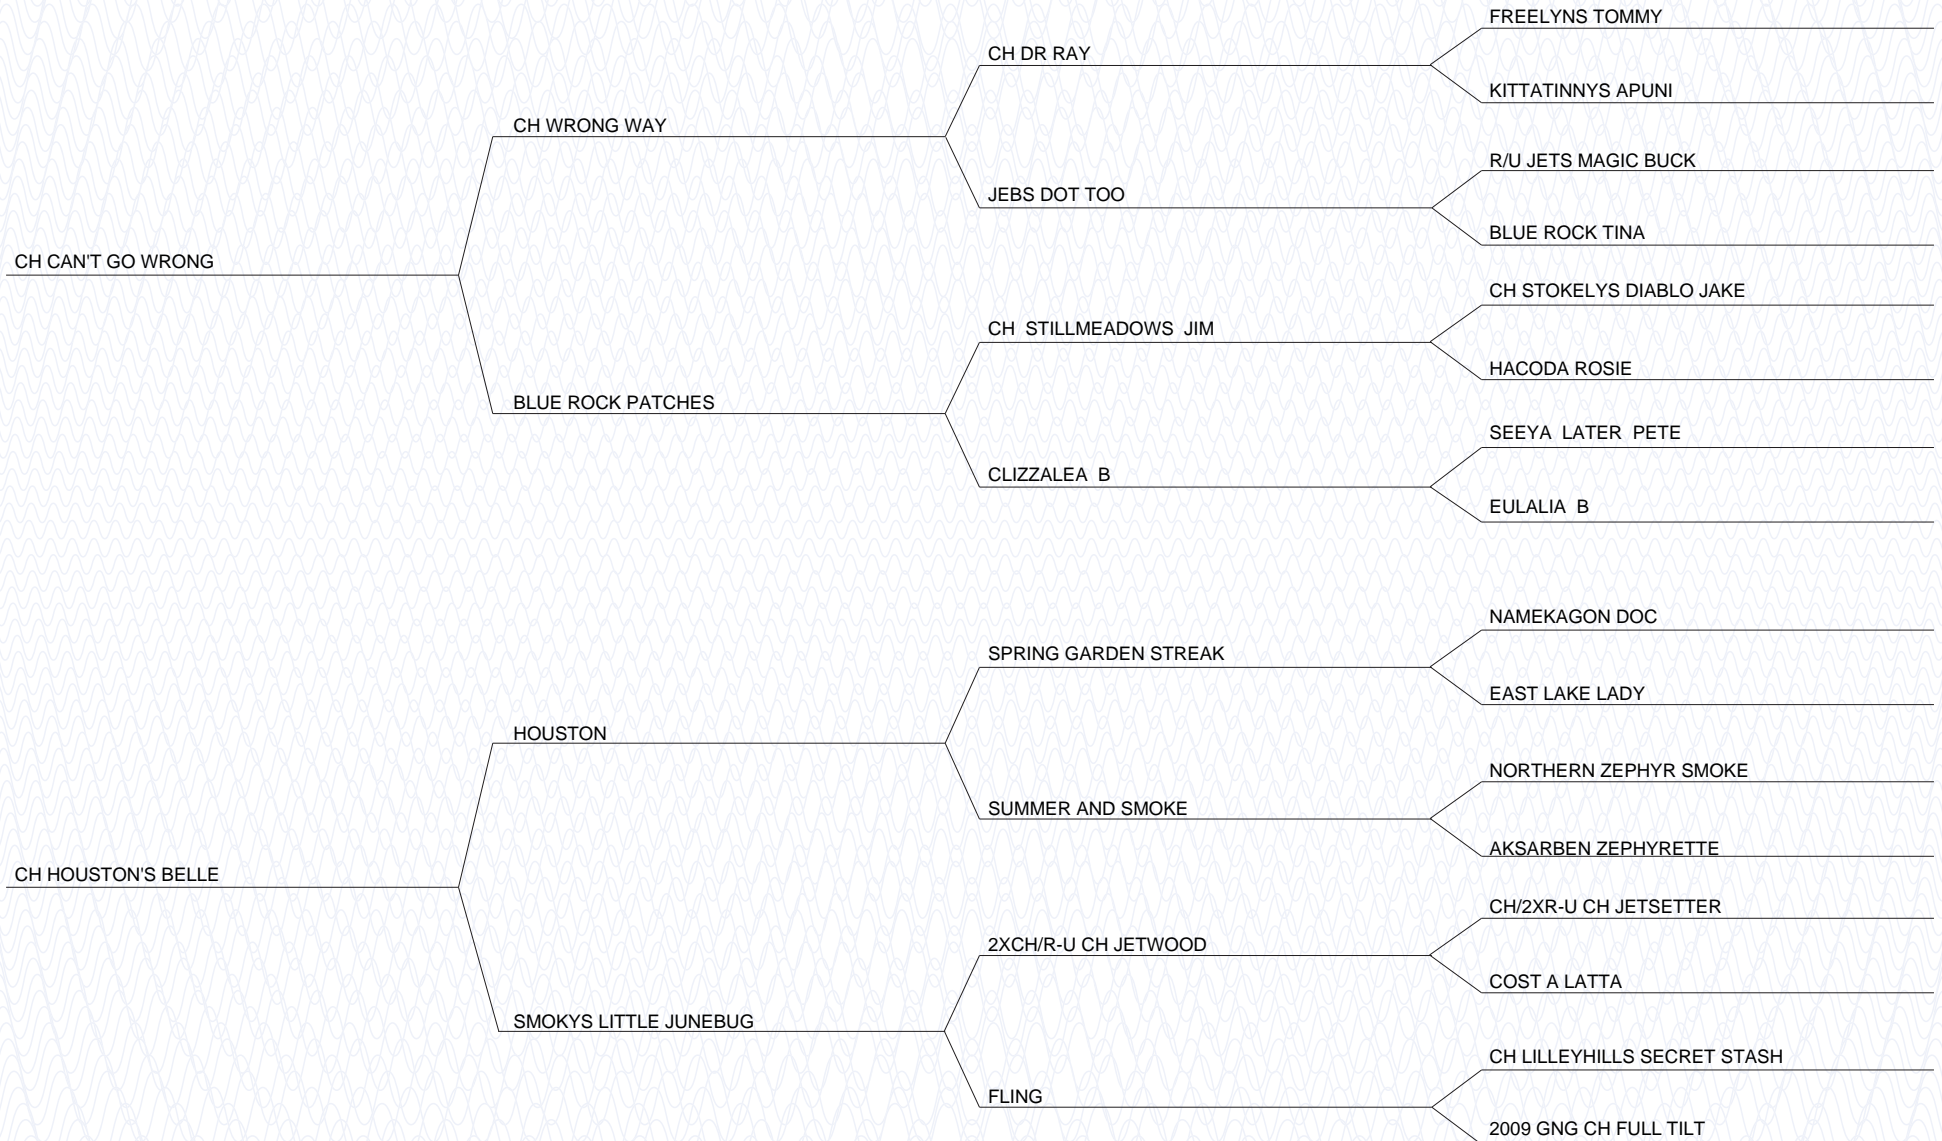 FREELYNS TOMMY
CH DR RAY
KITTATINNYS APUNI
CH WRONG WAY
R/U JETS MAGIC BUCK
JEBS DOT TOO
BLUE ROCK TINA
CH CAN'T GO WRONG
CH STOKELYS DIABLO JAKE
CH  STILLMEADOWS  JIM
HACODA ROSIE
BLUE ROCK PATCHES
SEEYA  LATER  PETE
CLIZZALEA  B
EULALIA  B
NAMEKAGON DOC
SPRING GARDEN STREAK
EAST LAKE LADY
HOUSTON
NORTHERN ZEPHYR SMOKE
SUMMER AND SMOKE
AKSARBEN ZEPHYRETTE
CH HOUSTON'S BELLE
CH/2XR-U CH JETSETTER
2XCH/R-U CH JETWOOD
COST A LATTA
SMOKYS LITTLE JUNEBUG
CH LILLEYHILLS SECRET STASH
FLING
2009 GNG CH FULL TILT